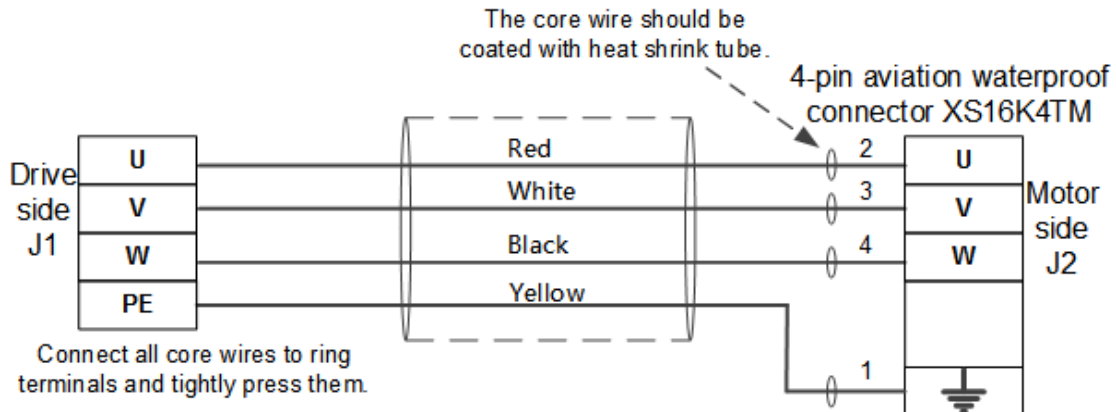 The core wire should be
coated with heat shrink tube.
4-pin aviation waterproof
connector XS16K4TM
Drive
side
J1
U
V
W
PE
Red
White
Black
Yellow
2
3
4
1
U
V
W
Motor
side
J2
Connect all core wires to ring
terminals and tightly press them.